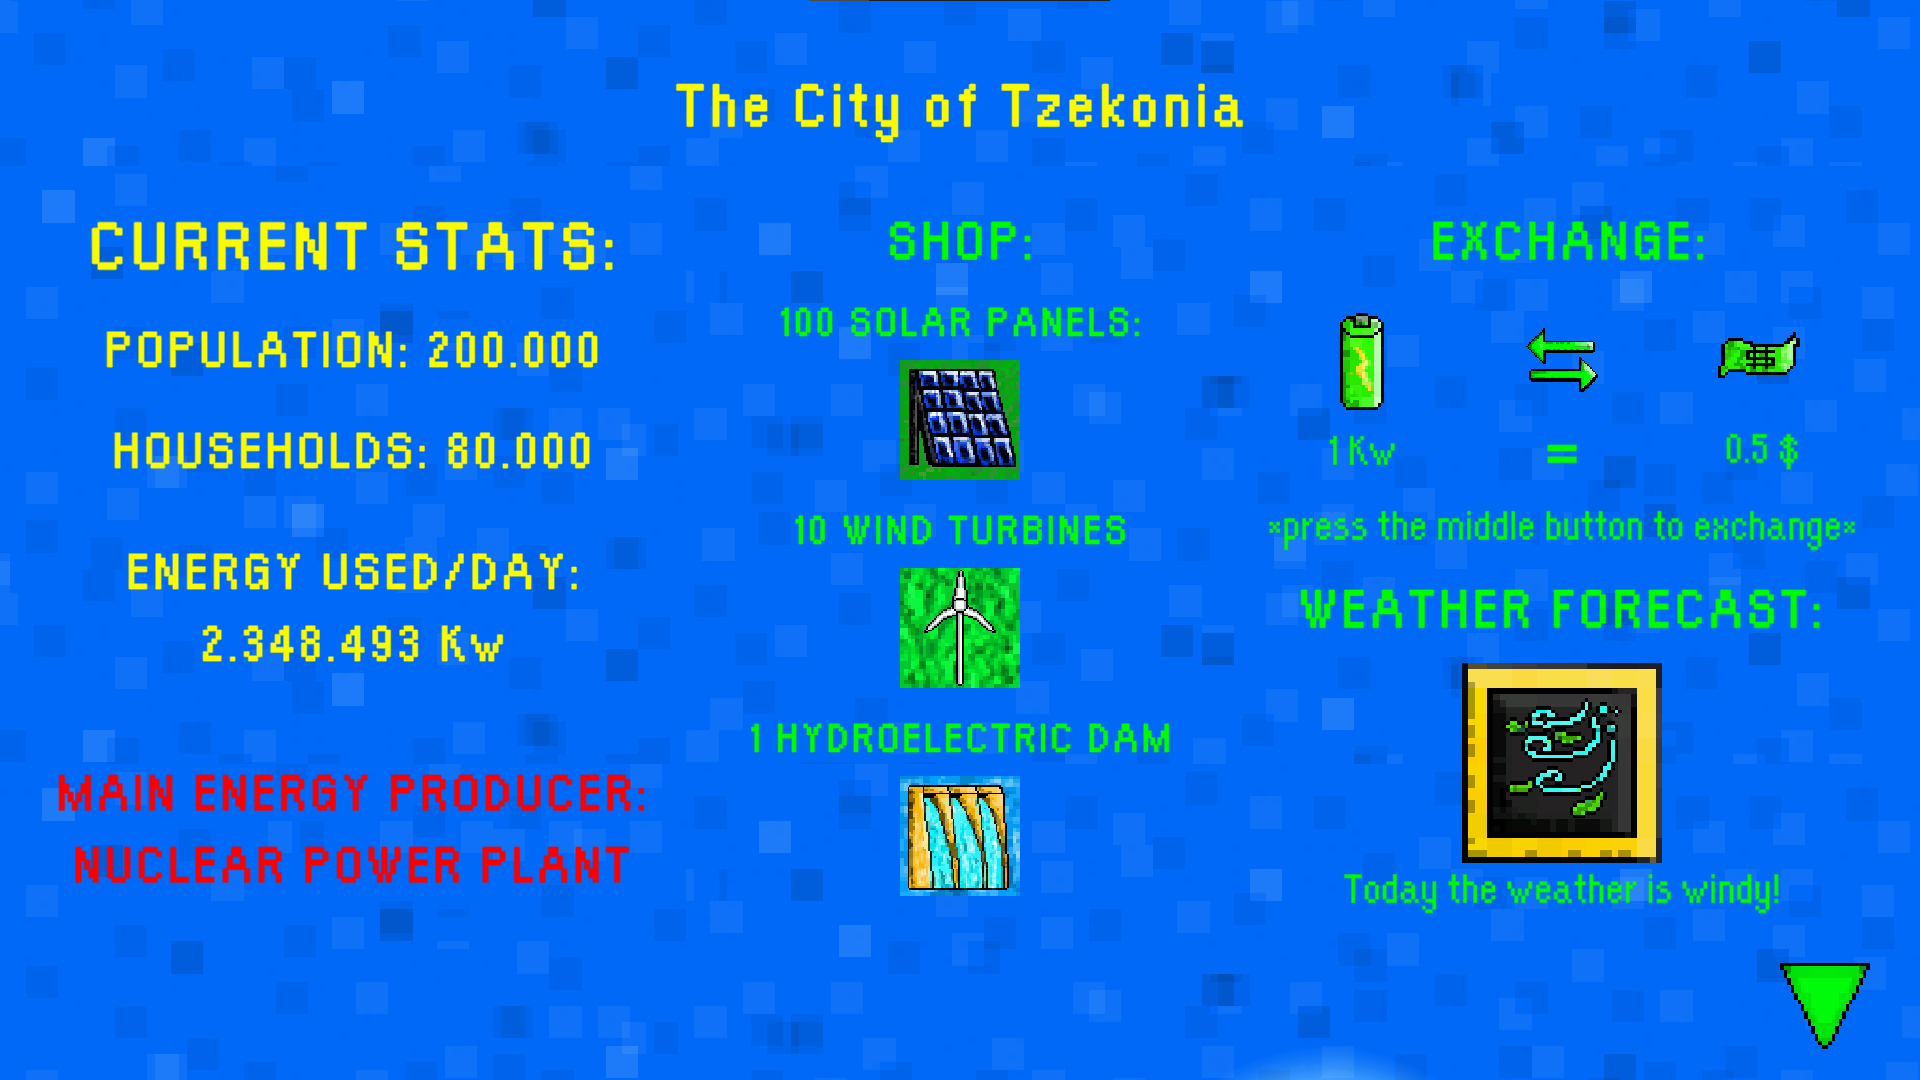 The City of Tzekonia
CURRENT STATS:
POPULATION: 200.000
HOUSEHOLDS: 80.000
ENERGY USED/DAY:
2.348.493 Kw
MAIN ENERGY PRODUCER:
NUCLEAR POWER PLANT
SHOP:
100 SOLAR PANELS:
10 WIND TURBINES
1 HYDROELECTRIC DAM
EXCHANGE:
1 Kw = 0.5 $
*press the middle button to exchange*
WEATHER FORECAST:
Today the weather is windy!